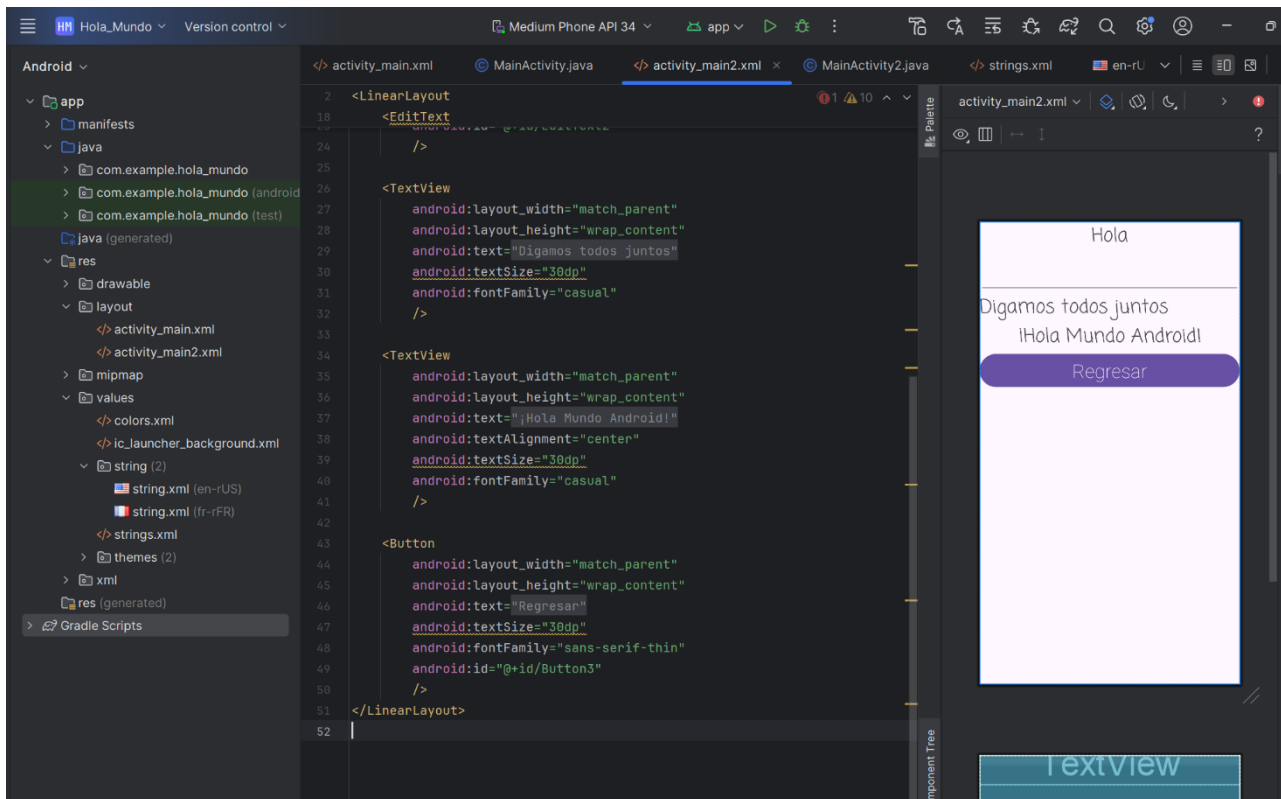 HM Hola_Mundo Version control Medium Phone API 34 app
Android
activity_main.xml MainActivity.java activity_main2.xml MainActivity2.java strings.xml en-rU
app
manifests
java
com.example.hola_mundo
com.example.hola_mundo (android
com.example.hola_mundo (test)
java (generated)
res
drawable
layout
activity_main.xml
activity_main2.xml
mipmap
values
colors.xml
ic_launcher_background.xml
string (2)
string.xml (en-rUS)
string.xml (fr-rFR)
strings.xml
themes (2)
xml
res (generated)
Gradle Scripts
2 <LinearLayout
1 10
18 <EditText
android:id="@+id/EditText2"
24 />
25
26 <TextView
27 android:layout_width="match_parent"
28 android:layout_height="wrap_content"
29 android:text="Digamos todos juntos"
30 android:textSize="30dp"
31 android:fontFamily="casual"
32 />
33
34 <TextView
35 android:layout_width="match_parent"
36 android:layout_height="wrap_content"
37 android:text="¡Hola Mundo Android!"
38 android:textAlignment="center"
39 android:textSize="30dp"
40 android:fontFamily="casual"
41 />
42
43 <Button
44 android:layout_width="match_parent"
45 android:layout_height="wrap_content"
46 android:text="Regresar"
47 android:textSize="30dp"
48 android:fontFamily="sans-serif-thin"
49 android:id="@+id/Button3"
50 />
51 </LinearLayout>
52
Palette
activity_main2.xml
?
Hola
Digamos todos juntos
¡Hola Mundo Android!
Regresar
TextView